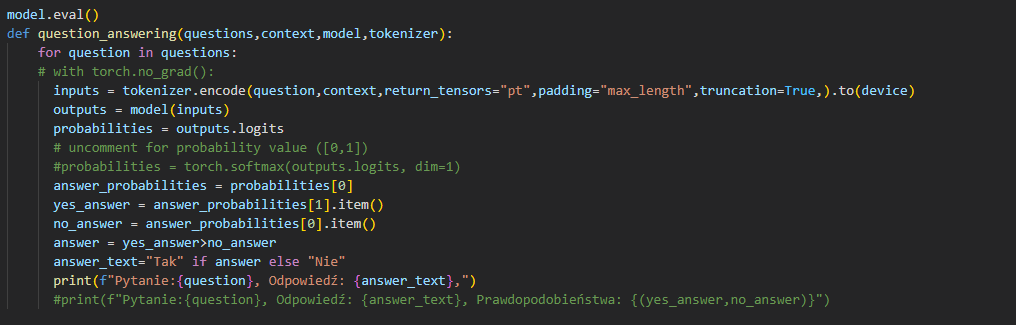 model.eval()
def question_answering(questions,context,model,tokenizer):
    for question in questions:
    # with torch.no_grad():
      inputs = tokenizer.encode(question,context,return_tensors="pt",padding="max_length",truncation=True,).to(device)
      outputs = model(inputs)
      probabilities = outputs.logits
      # uncomment for probability value ([0,1])
      #probabilities = torch.softmax(outputs.logits, dim=1)
      answer_probabilities = probabilities[0]
      yes_answer = answer_probabilities[1].item()
      no_answer = answer_probabilities[0].item()
      answer = yes_answer>no_answer
      answer_text="Tak" if answer else "Nie"
      print(f"Pytanie:{question}, Odpowiedź: {answer_text},")
      #print(f"Pytanie:{question}, Odpowiedź: {answer_text}, Prawdopodobieństwa: {(yes_answer,no_answer)}")